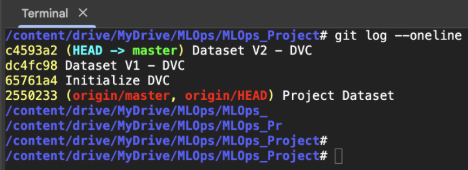 Terminal ×
/content/drive/MyDrive/MLOps/MLOps_Project# git log --oneline
c4593a2 (HEAD -> master) Dataset V2 - DVC
dc4fc98 Dataset V1 - DVC
65761a4 Initialize DVC
2550233 (origin/master, origin/HEAD) Project Dataset
/content/drive/MyDrive/MLOps/MLOps_
/content/drive/MyDrive/MLOps/MLOps_Pr
/content/drive/MyDrive/MLOps/MLOps_Project#
/content/drive/MyDrive/MLOps/MLOps_Project#